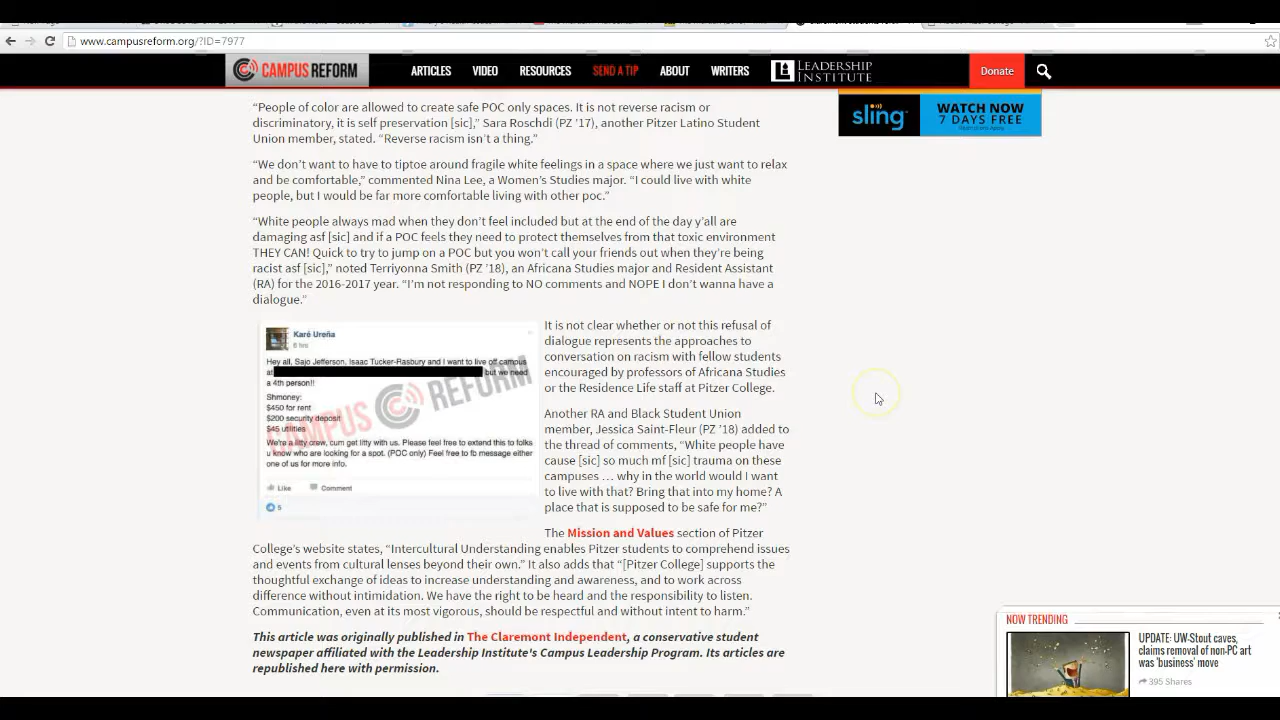 www.campusreform.org/?ID=7977
CAMPUS REFORM
ARTICLES VIDEO RESOURCES SEND A TIP ABOUT WRITERS
LEADERSHIP
INSTITUTE
Donate
“People of color are allowed to create safe POC only spaces. It is not reverse racism or
discriminatory, it is self preservation [sic],” Sara Roschdi (PZ ’17), another Pitzer Latino Student
Union member, stated. “Reverse racism isn’t a thing.”
“We don’t want to have to tiptoe around fragile white feelings in a space where we just want to relax
and be comfortable,” commented Nina Lee, a Women’s Studies major. “I could live with white
people, but I would be far more comfortable living with other poc.”
“White people always mad when they don’t feel included but at the end of the day y’all are
damaging asf [sic] and if a POC feels they need to protect themselves from that toxic environment
THEY CAN! Quick to try to jump on a POC but you won’t call your friends out when they’re being
racist asf [sic],” noted Terriyonna Smith (PZ ’18), an Africana Studies major and Resident Assistant
(RA) for the 2016-2017 year. “I’m not responding to NO comments and NOPE I don’t wanna have a
dialogue.”
Karé Ureña
6 hrs
Hey all, Sajo Jefferson, Isaac Tucker-Rasbury and I want to live off campus
at but we need
a 4th person!!
Shmoney:
$450 for rent
$200 security deposit
$45 utilities
We're a litty crew, cum get litty with us. Please feel free to extend this to folks
u know who are looking for a spot. (POC only) Feel free to fb message either
one of us for more info.
Like Comment
5
CAMPUS REFORM
It is not clear whether or not this refusal of
dialogue represents the approaches to
conversation on racism with fellow students
encouraged by professors of Africana Studies
or the Residence Life staff at Pitzer College.
Another RA and Black Student Union
member, Jessica Saint-Fleur (PZ ’18) added to
the thread of comments, “White people have
cause [sic] so much mf [sic] trauma on these
campuses … why in the world would I want
to live with that? Bring that into my home? A
place that is supposed to be safe for me?”
The Mission and Values section of Pitzer
College’s website states, “Intercultural Understanding enables Pitzer students to comprehend issues
and events from cultural lenses beyond their own.” It also adds that “[Pitzer College] supports the
thoughtful exchange of ideas to increase understanding and awareness, and to work across
difference without intimidation. We have the right to be heard and the responsibility to listen.
Communication, even at its most vigorous, should be respectful and without intent to harm.”
This article was originally published in The Claremont Independent, a conservative student
newspaper affiliated with the Leadership Institute's Campus Leadership Program. Its articles are
republished here with permission.
sling
WATCH NOW
7 DAYS FREE
NOW TRENDING
UPDATE: UW-Stout caves,
claims removal of non-PC art
was 'business' move
395 Shares